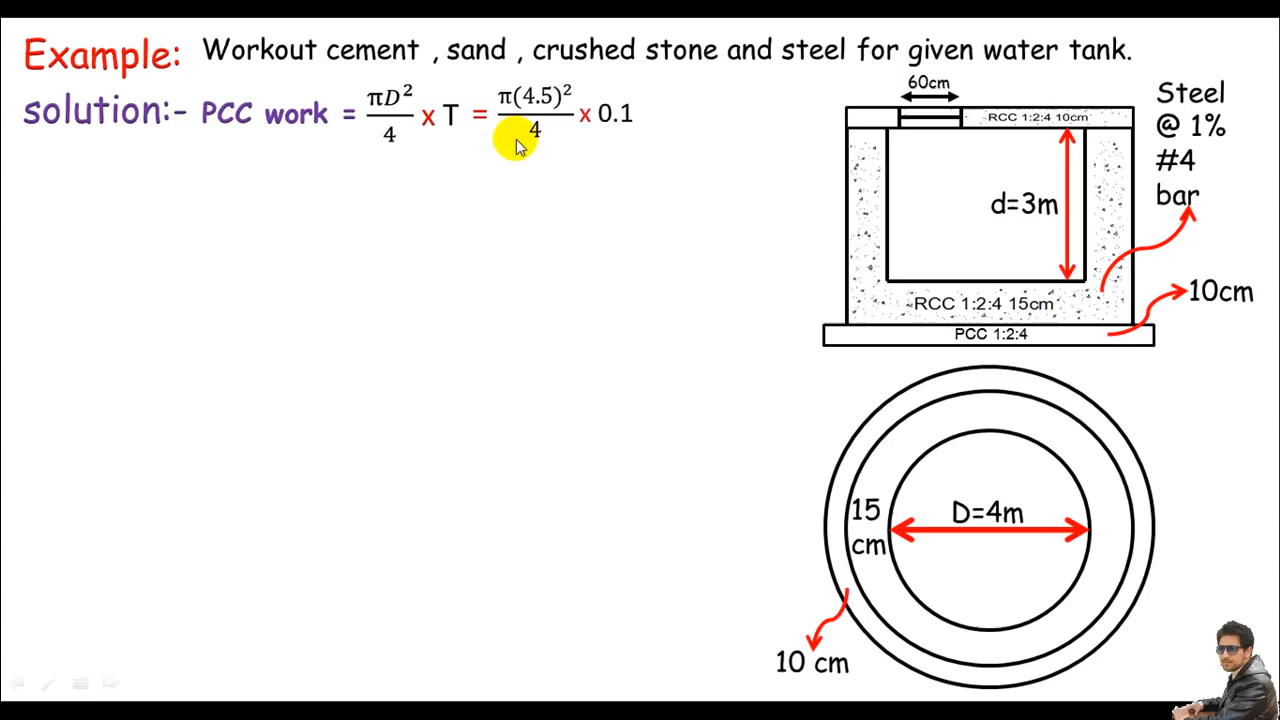 Example: Workout cement , sand , crushed stone and steel for given water tank.
solution:- PCC work = πD²/4 x T = π(4.5)²/4 x 0.1
60cm
RCC 1:2:4 10cm
Steel
@ 1%
#4
bar
d=3m
10cm
RCC 1:2:4 15cm
PCC 1:2:4
15
cm
D=4m
10 cm